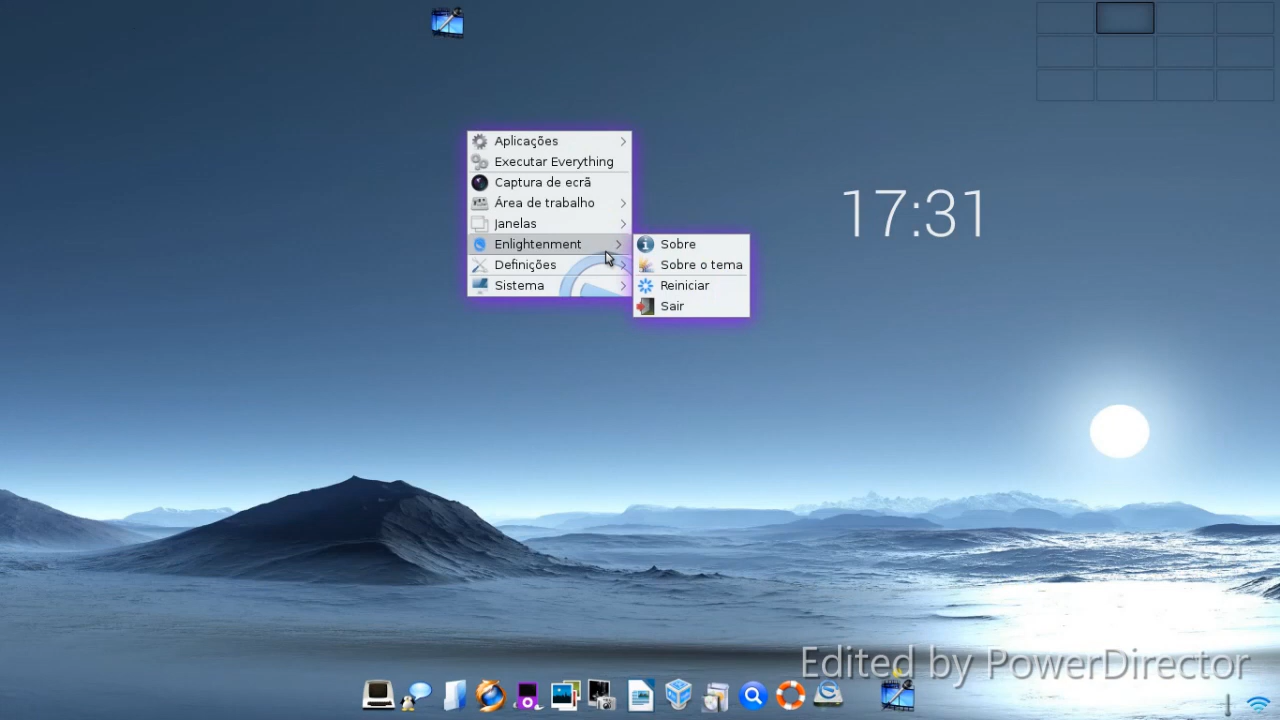 Aplicações
Executar Everything
Captura de ecrã
Área de trabalho
Janelas
Enlightenment
Definições
Sistema
Sobre
Sobre o tema
Reiniciar
Sair
17:31
Edited by PowerDirector